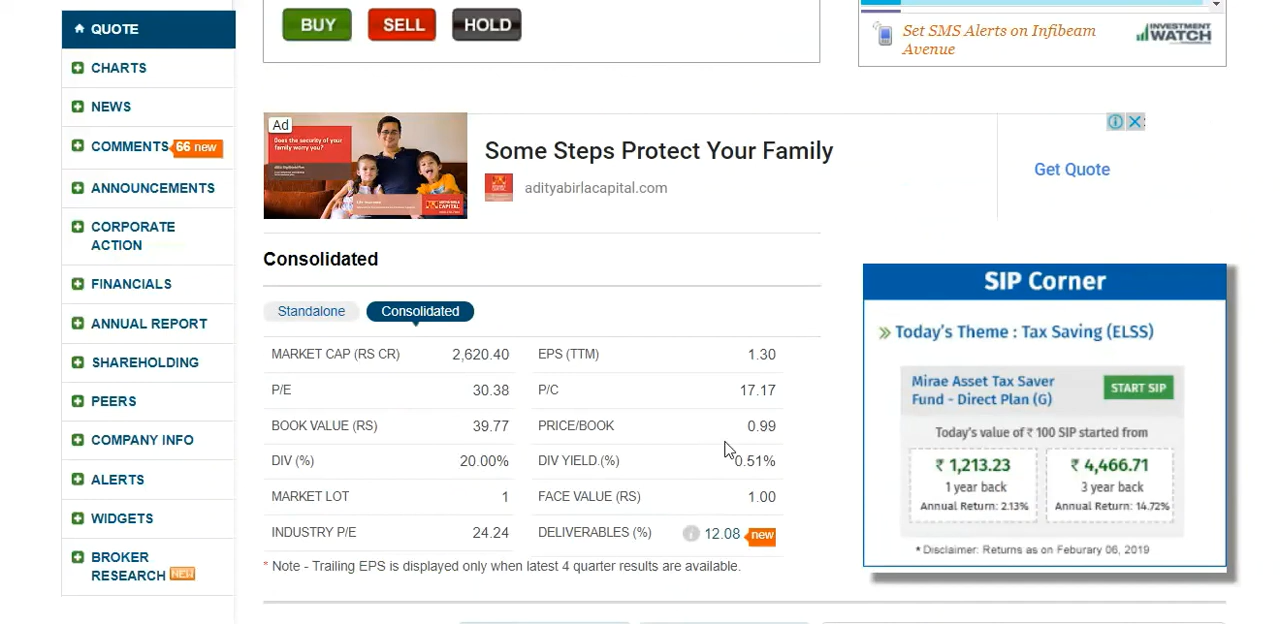 QUOTE
CHARTS
NEWS
COMMENTS 66 new
ANNOUNCEMENTS
CORPORATE
ACTION
FINANCIALS
ANNUAL REPORT
SHAREHOLDING
PEERS
COMPANY INFO
ALERTS
WIDGETS
BROKER
RESEARCH
BUY SELL HOLD
Set SMS Alerts on Infibeam
Avenue
INVESTMENT
WATCH
Ad
Does the security of your
family worry you?
Some Steps Protect Your Family
adityabirlacapital.com
Get Quote
Consolidated
Standalone Consolidated
MARKET CAP (RS CR) 2,620.40 EPS (TTM) 1.30
P/E 30.38 P/C 17.17
BOOK VALUE (RS) 39.77 PRICE/BOOK 0.99
DIV (%) 20.00% DIV YIELD.(%) 0.51%
MARKET LOT 1 FACE VALUE (RS) 1.00
INDUSTRY P/E 24.24 DELIVERABLES (%) 12.08 new
* Note - Trailing EPS is displayed only when latest 4 quarter results are available.
SIP Corner
Today's Theme : Tax Saving (ELSS)
Mirae Asset Tax Saver
Fund - Direct Plan (G)
START SIP
Today's value of ₹ 100 SIP started from
₹ 1,213.23 ₹ 4,466.71
1 year back 3 year back
Annual Return: 2.13% Annual Return: 14.72%
* Disclaimer: Returns as on Feburary 06, 2019